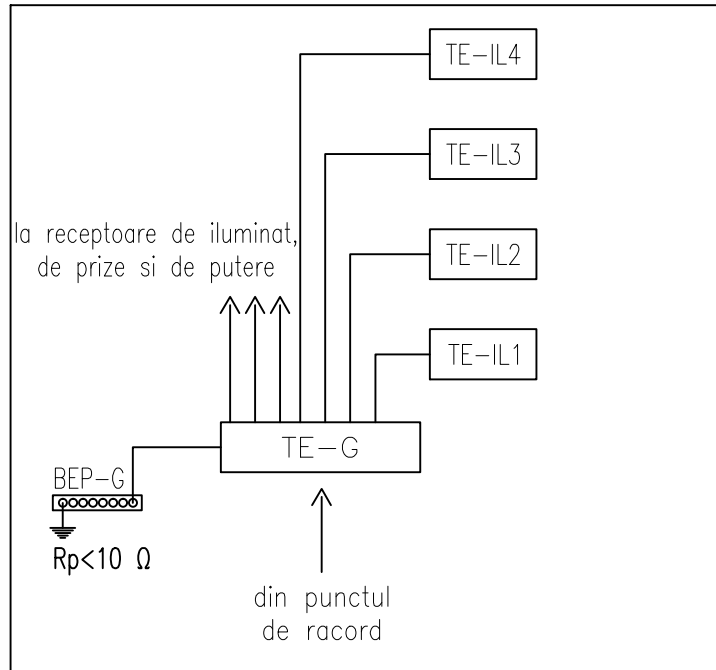 TE-IL4
TE-IL3
la receptoare de iluminat,
de prize si de putere
TE-IL2
TE-IL1
TE-G
BEP-G
Rp<10 Ω
din punctul
de racord